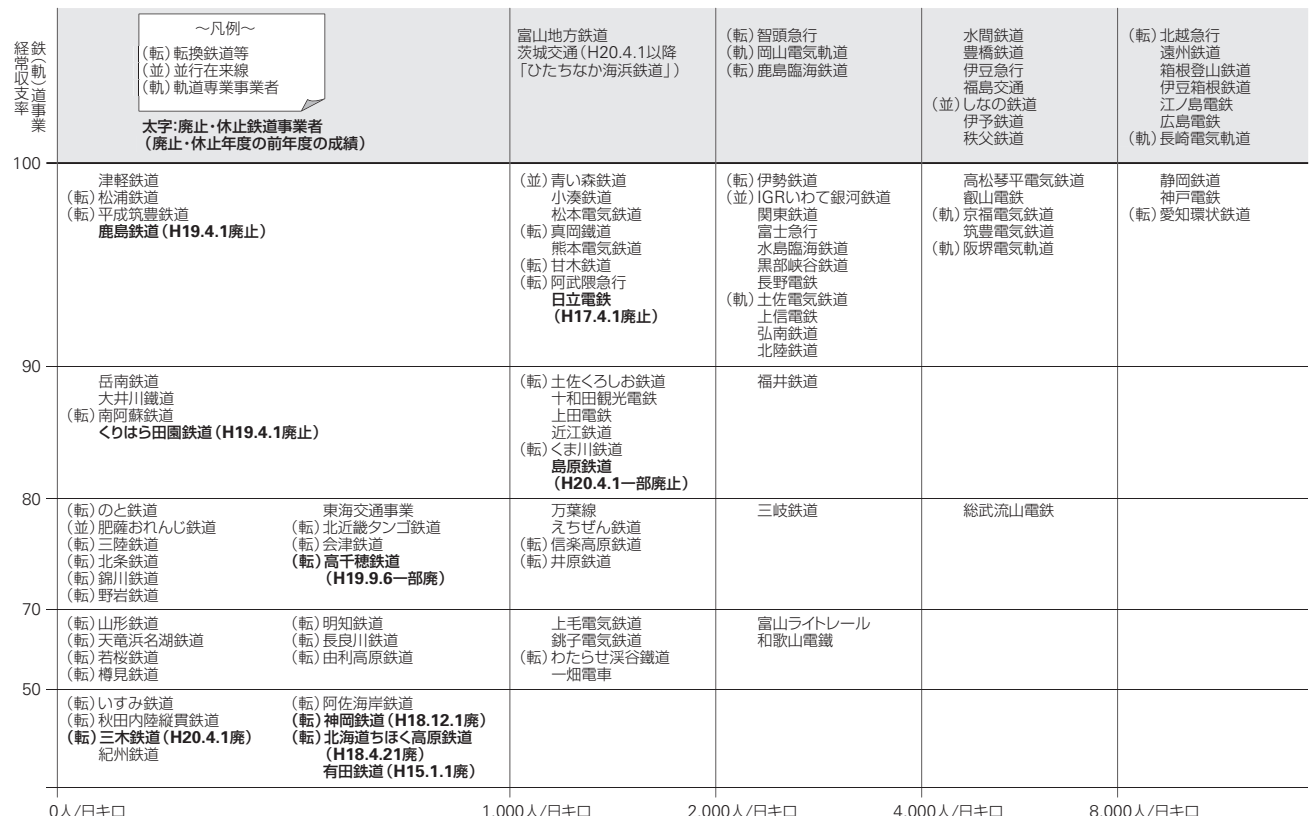 鉄(軌)道事業
経常収支率
～凡例～
(転)転換鉄道等
(並)並行在来線
(軌)軌道専業事業者
太字：廃止・休止鉄道事業者
(廃止・休止年度の前年度の成績)
富山地方鉄道
茨城交通(H20.4.1以降
「ひたちなか海浜鉄道」)
(転)智頭急行
(軌)岡山電気軌道
(転)鹿島臨海鉄道
水間鉄道
豊橋鉄道
伊豆急行
福島交通
(並)しなの鉄道
伊予鉄道
秩父鉄道
(転)北越急行
遠州鉄道
箱根登山鉄道
伊豆箱根鉄道
江ノ島電鉄
広島電鉄
(軌)長崎電気軌道
100
津軽鉄道
(転)松浦鉄道
(転)平成筑豊鉄道
鹿島鉄道(H19.4.1廃止)
(並)青い森鉄道
小湊鉄道
松本電気鉄道
(転)真岡鐵道
熊本電気鉄道
(転)甘木鉄道
(転)阿武隈急行
日立電鉄
(H17.4.1廃止)
(転)伊勢鉄道
(並)IGRいわて銀河鉄道
関東鉄道
富士急行
水島臨海鉄道
黒部峡谷鉄道
長野電鉄
(軌)土佐電気鉄道
上信電鉄
弘南鉄道
北陸鉄道
高松琴平電気鉄道
叡山電鉄
(軌)京福電気鉄道
筑豊電気鉄道
(軌)阪堺電気軌道
静岡鉄道
神戸電鉄
(転)愛知環状鉄道
90
岳南鉄道
大井川鐵道
(転)南阿蘇鉄道
くりはら田園鉄道(H19.4.1廃止)
(転)土佐くろしお鉄道
十和田観光電鉄
上田電鉄
近江鉄道
(転)くま川鉄道
島原鉄道
(H20.4.1一部廃止)
福井鉄道
80
(転)のと鉄道
(並)肥薩おれんじ鉄道
(転)三陸鉄道
(転)北条鉄道
(転)錦川鉄道
(転)野岩鉄道
東海交通事業
(転)北近畿タンゴ鉄道
(転)会津鉄道
(転)高千穂鉄道
(H19.9.6一部廃)
万葉線
えちぜん鉄道
(転)信楽高原鉄道
(転)井原鉄道
三岐鉄道
総武流山電鉄
70
(転)山形鉄道
(転)天竜浜名湖鉄道
(転)若桜鉄道
(転)樽見鉄道
(転)明知鉄道
(転)長良川鉄道
(転)由利高原鉄道
上毛電気鉄道
銚子電気鉄道
(転)わたらせ渓谷鐵道
一畑電車
富山ライトレール
和歌山電鐵
50
(転)いすみ鉄道
(転)秋田内陸縦貫鉄道
(転)三木鉄道(H20.4.1廃)
紀州鉄道
(転)阿佐海岸鉄道
(転)神岡鉄道(H18.12.1廃)
(転)北海道ちほく高原鉄道
(H18.4.21廃)
有田鉄道(H15.1.1廃)
0人/日キロ
1,000人/日キロ
2,000人/日キロ
4,000人/日キロ
8,000人/日キロ